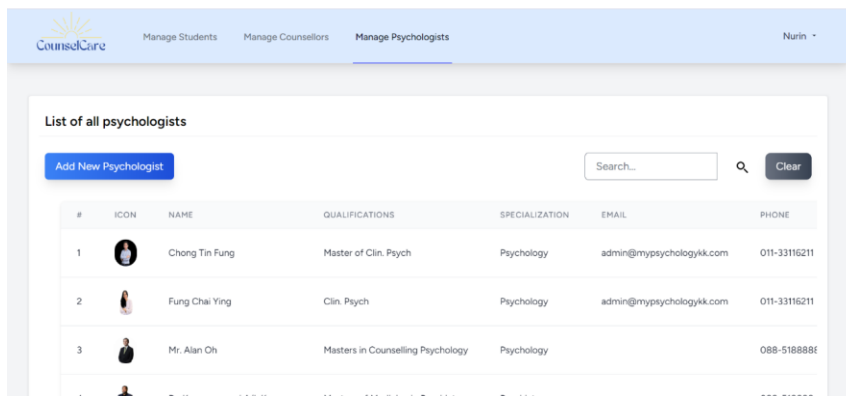 CounselCare Manage Students Manage Counsellors Manage Psychologists Nurin
List of all psychologists
Add New Psychologist Search... Clear
# ICON NAME QUALIFICATIONS SPECIALIZATION EMAIL PHONE
1 Chong Tin Fung Master of Clin. Psych Psychology admin@mypsychologykk.com 011-33116211
2 Fung Chai Ying Clin. Psych Psychology admin@mypsychologykk.com 011-33116211
3 Mr. Alan Oh Masters in Counselling Psychology Psychology 088-5188888